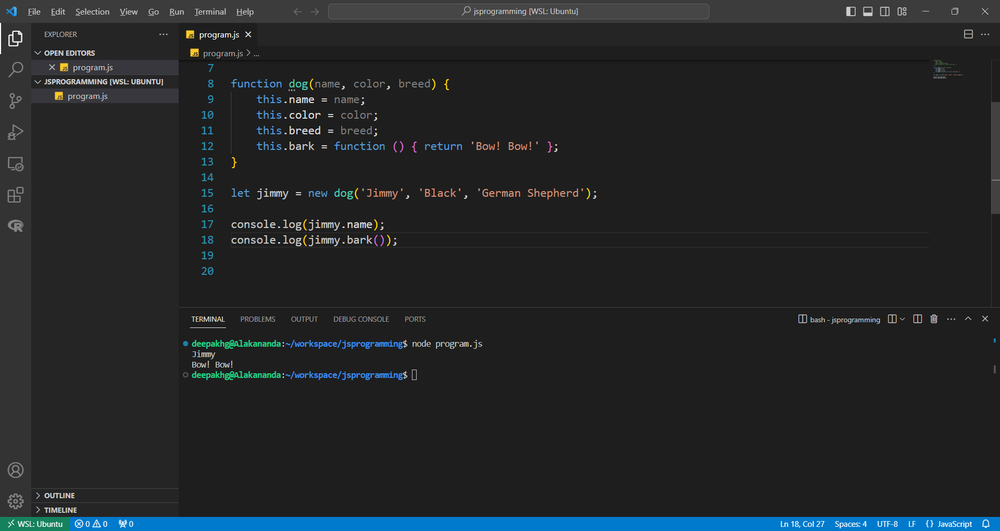 File Edit Selection View Go Run Terminal Help
jsprogramming [WSL: Ubuntu]
EXPLORER
OPEN EDITORS
JS program.js
JSPROGRAMMING [WSL: UBUNTU]
JS program.js
OUTLINE
TIMELINE
JS program.js
JS program.js > ...
7
8 function dog(name, color, breed) {
9 this.name = name;
10 this.color = color;
11 this.breed = breed;
12 this.bark = function () { return 'Bow! Bow!' };
13 }
14
15 let jimmy = new dog('Jimmy', 'Black', 'German Shepherd');
16
17 console.log(jimmy.name);
18 console.log(jimmy.bark());
19
20
TERMINAL PROBLEMS OUTPUT DEBUG CONSOLE PORTS
bash - jsprogramming
deepakhg@Alakananda:~/workspace/jsprogramming$ node program.js
Jimmy
Bow! Bow!
deepakhg@Alakananda:~/workspace/jsprogramming$
WSL: Ubuntu 0 0 0 Ln 18, Col 27 Spaces: 4 UTF-8 LF {} JavaScript